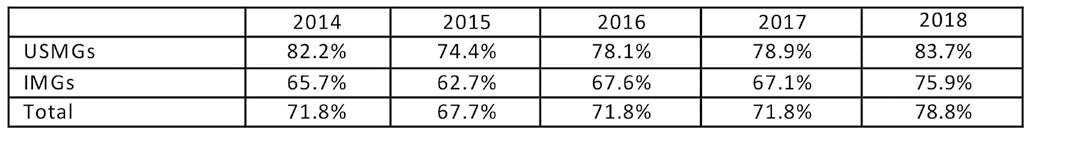 2014 2015 2016 2017 2018
USMGs 82.2% 74.4% 78.1% 78.9% 83.7%
IMGs 65.7% 62.7% 67.6% 67.1% 75.9%
Total 71.8% 67.7% 71.8% 71.8% 78.8%